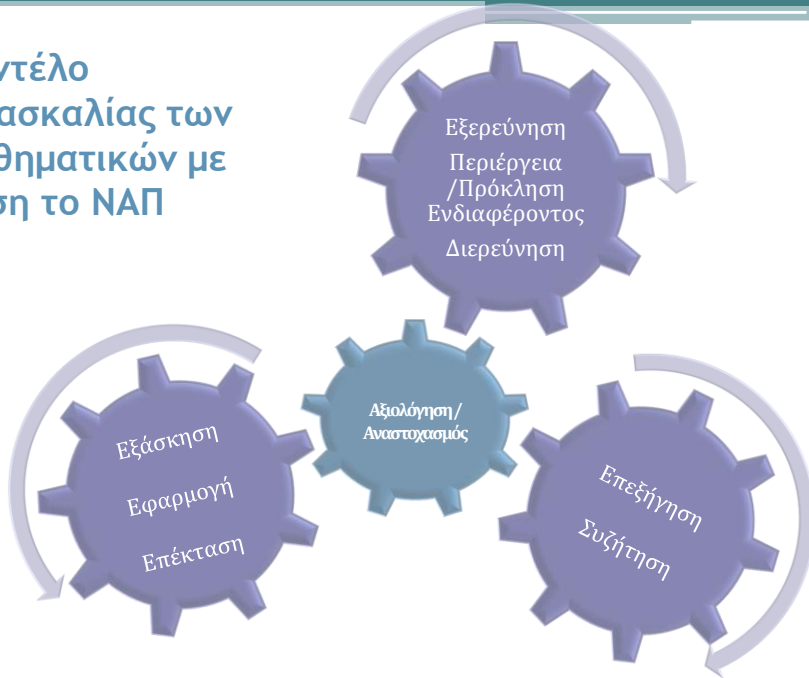 ντέλο
ασκαλίας των
θηματικών με
ση το ΝΑΠ
Εξερεύνηση
Περιέργεια
/Πρόκληση
Ενδιαφέροντος
Διερεύνηση
Αξιολόγηση/
Αναστοχασμός
Εξάσκηση
Εφαρμογή
Επέκταση
Επεξήγηση
Συζήτηση